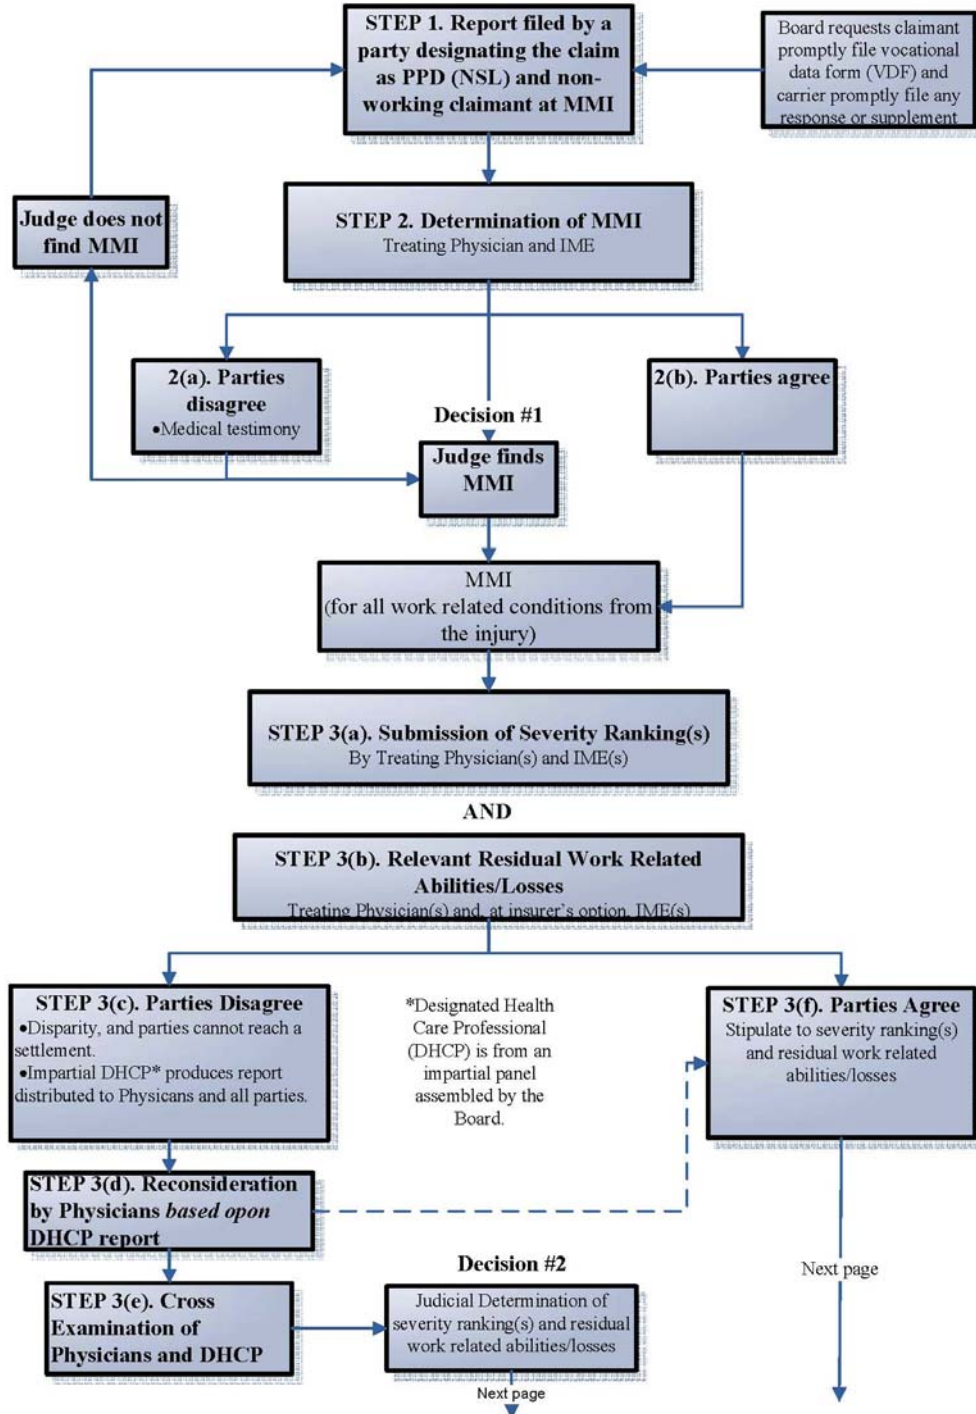 STEP 1. Report filed by a
party designating the claim
as PPD (NSL) and non-
working claimant at MMI
Board requests claimant
promptly file vocational
data form (VDF) and
carrier promptly file any
response or supplement
Judge does not
find MMI
STEP 2. Determination of MMI
Treating Physician and IME
2(a). Parties
disagree
•Medical testimony
2(b). Parties agree
Decision #1
Judge finds
MMI
MMI
(for all work related conditions from
the injury)
STEP 3(a). Submission of Severity Ranking(s)
By Treating Physician(s) and IME(s)
AND
STEP 3(b). Relevant Residual Work Related
Abilities/Losses
Treating Physician(s) and, at insurer's option, IME(s)
STEP 3(c). Parties Disagree
•Disparity, and parties cannot reach a
settlement.
•Impartial DHCP* produces report
distributed to Physicans and all parties.
*Designated Health
Care Professional
(DHCP) is from an
impartial panel
assembled by the
Board.
STEP 3(f). Parties Agree
Stipulate to severity ranking(s)
and residual work related
abilities/losses
STEP 3(d). Reconsideration
by Physicians based opon
DHCP report
STEP 3(e). Cross
Examination of
Physicians and DHCP
Decision #2
Judicial Determination of
severity ranking(s) and residual
work related abilities/losses
Next page
Next page